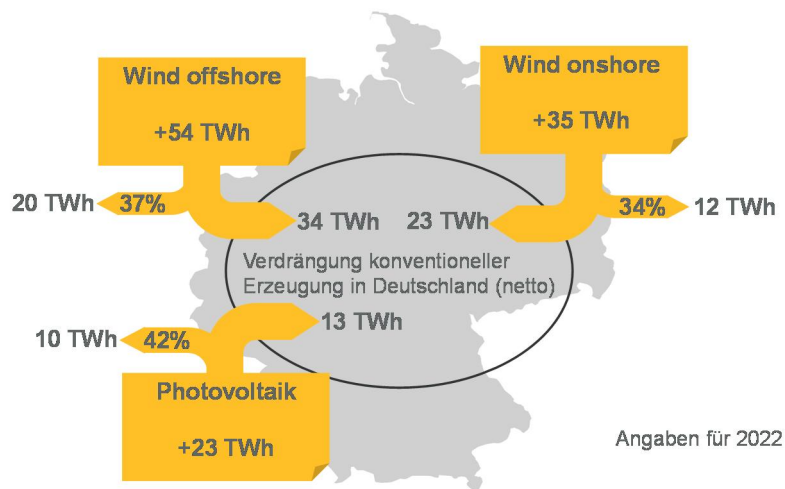 Wind offshore
+54 TWh
Wind onshore
+35 TWh
20 TWh
37%
34 TWh
23 TWh
34%
12 TWh
Verdrängung konventioneller
Erzeugung in Deutschland (netto)
10 TWh
42%
13 TWh
Photovoltaik
+23 TWh
Angaben für 2022